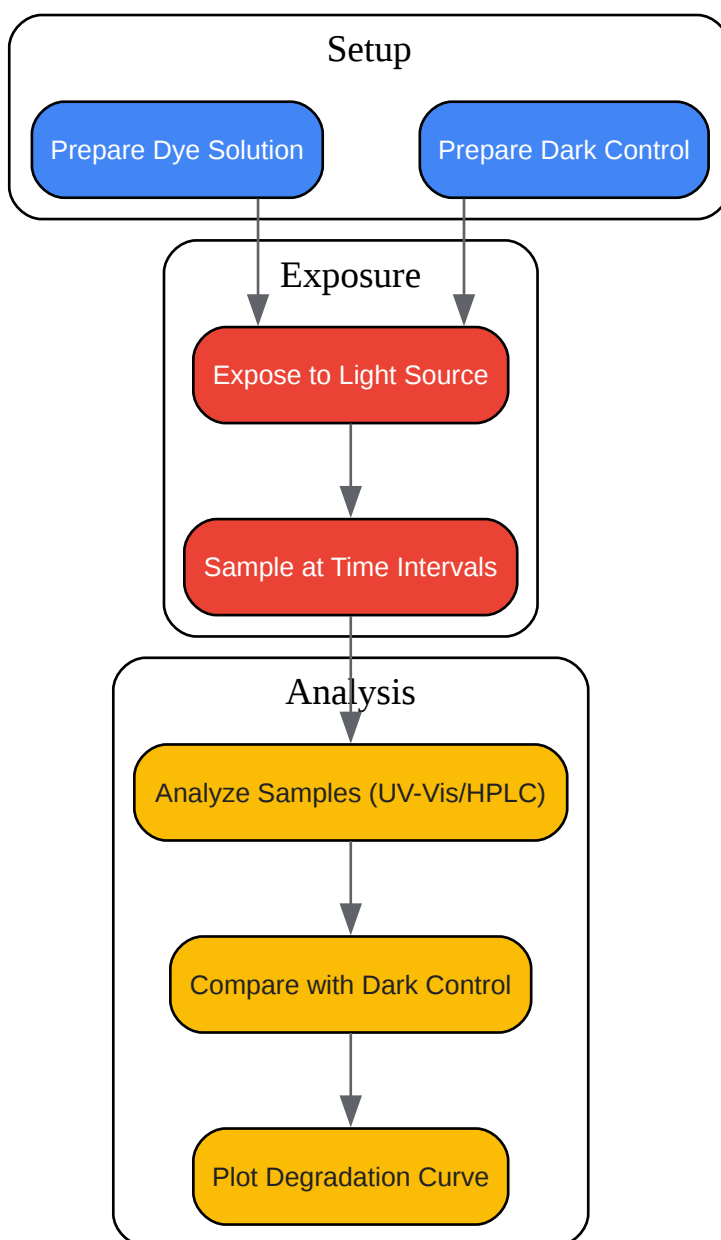 Setup
Prepare Dye Solution
Prepare Dark Control
Exposure
Expose to Light Source
Sample at Time Intervals
Analysis
Analyze Samples (UV-Vis/HPLC)
Compare with Dark Control
Plot Degradation Curve